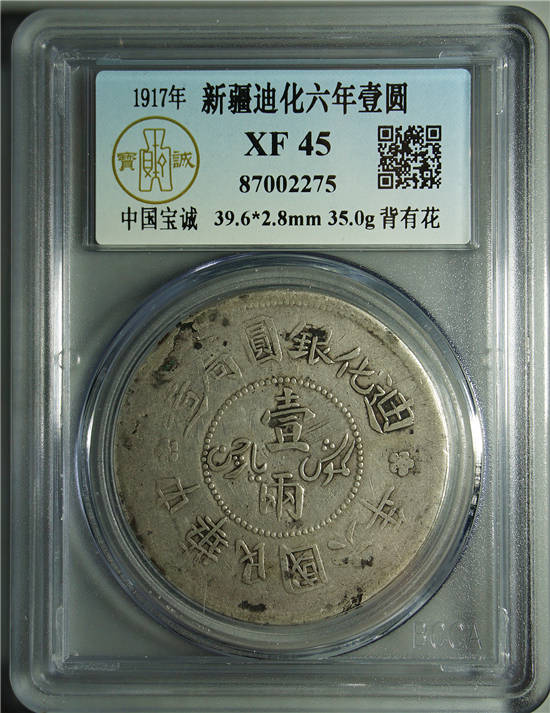 1917年 新疆迪化六年壹圆
XF 45
寶 誠
87002275
中国宝诚 39.6*2.8mm 35.0g 背有花
迪化銀圓局造
壹
兩
中華民國六年
BCCA